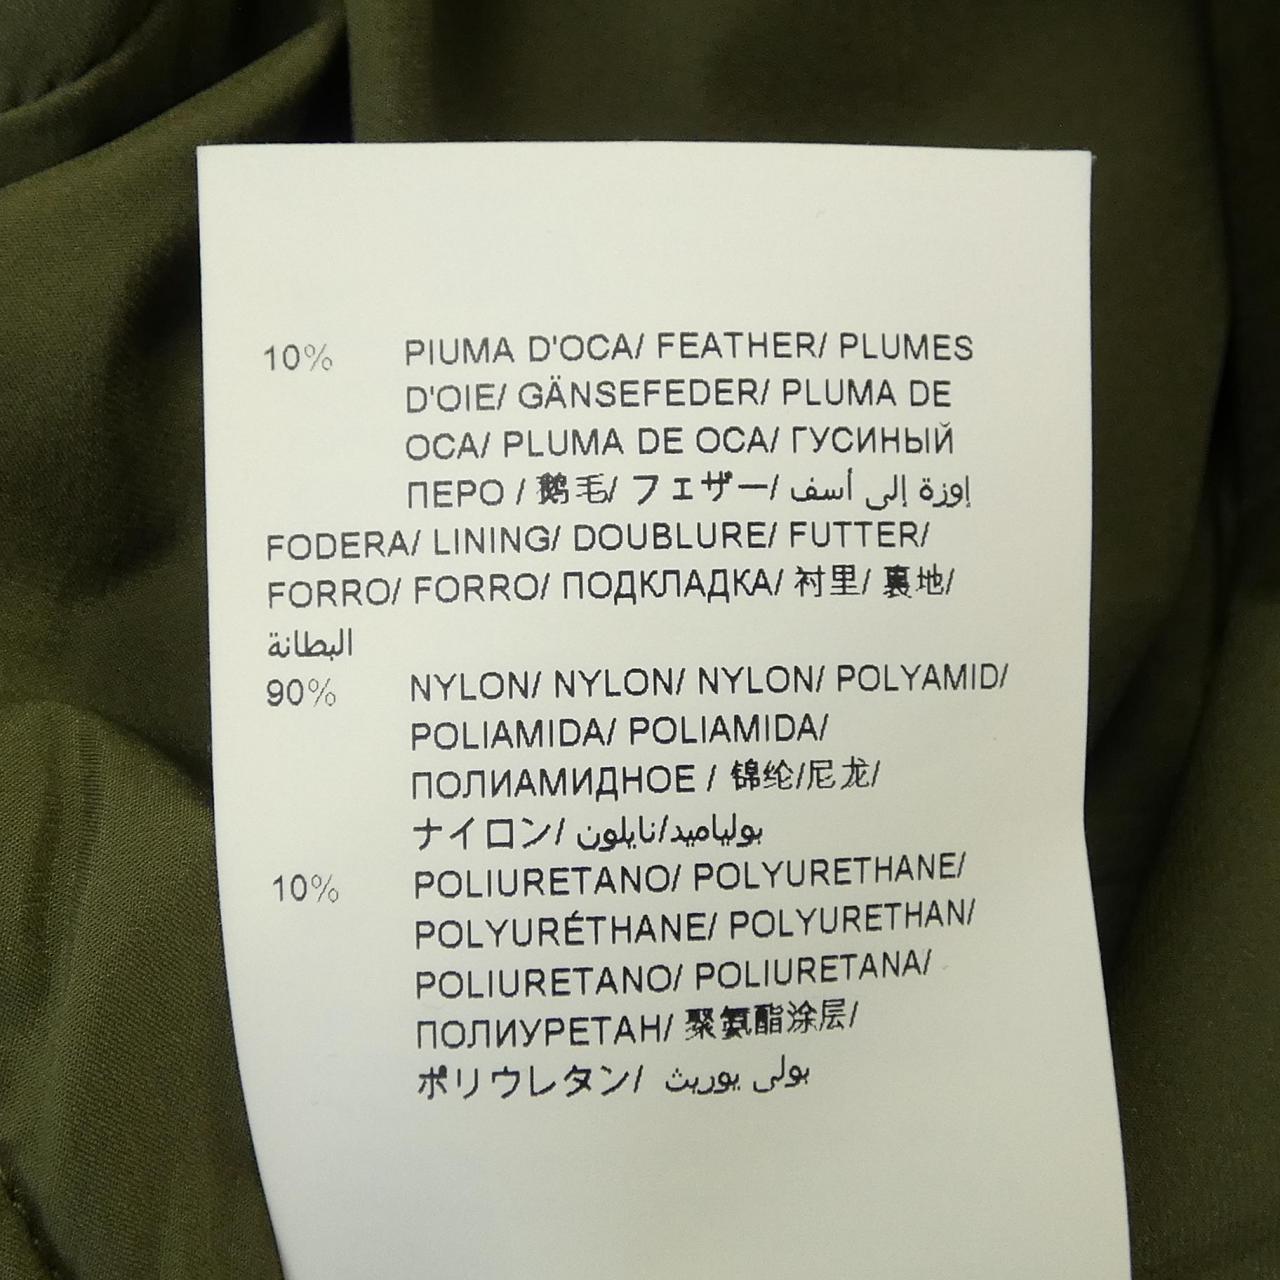 10% PIUMA D'OCA/ FEATHER/ PLUMES
D'OIE/ GÄNSEFEDER/ PLUMA DE
OCA/ PLUMA DE OCA/ ГУСИНЫЙ
ПЕРО / 鹅毛/ フェザー/ إوزة إلى أسف
FODERA/ LINING/ DOUBLURE/ FUTTER/
FORRO/ FORRO/ ПОДКЛАДКА/ 衬里/ 裏地/
البطانة
90% NYLON/ NYLON/ NYLON/ POLYAMID/
POLIAMIDA/ POLIAMIDA/
ПОЛИАМИДНОЕ / 锦纶/尼龙/
ナイロン/ بولياميد/نايلون
10% POLIURETANO/ POLYURETHANE/
POLYURÉTHANE/ POLYURETHAN/
POLIURETANO/ POLIURETANA/
ПОЛИУРЕТАН/ 聚氨酯涂层/
ポリウレタン/ بولى يوريث